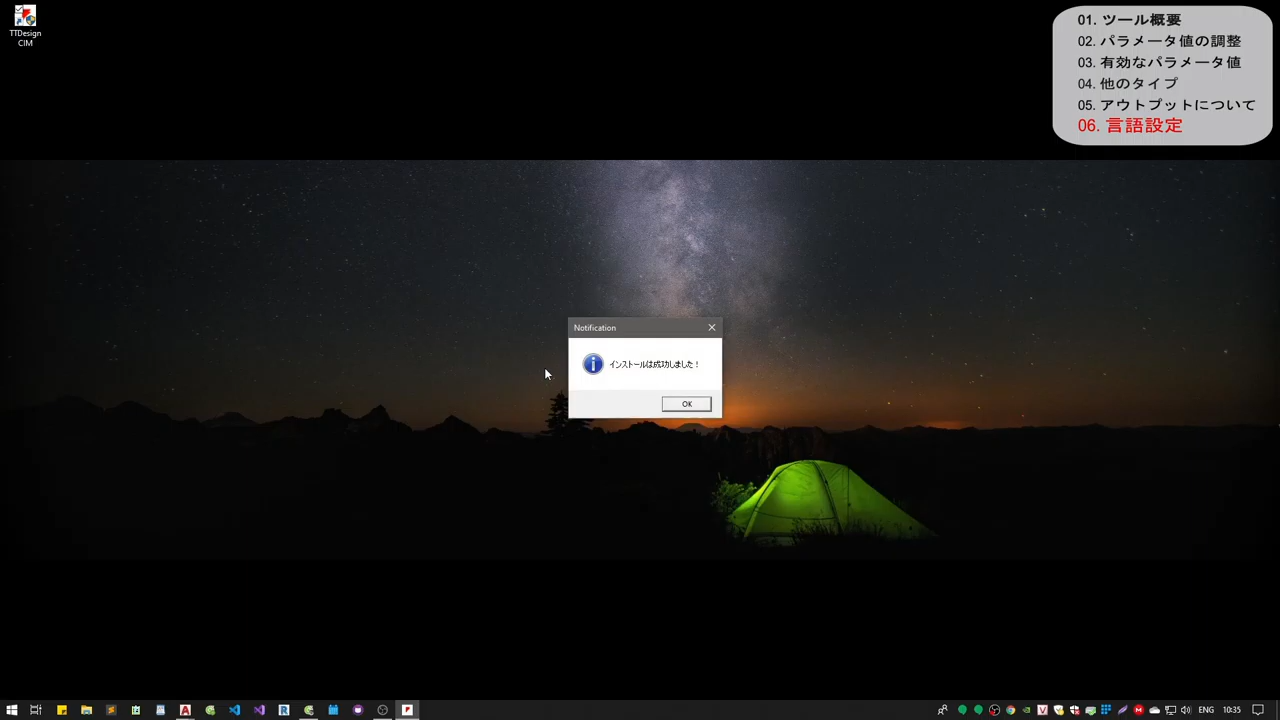 TTDesign
CIM
01. ツール概要
02. パラメータ値の調整
03. 有効なパラメータ値
04. 他のタイプ
05. アウトプットについて
06. 言語設定
Notification
インストールは成功しました！
OK
ENG
10:35